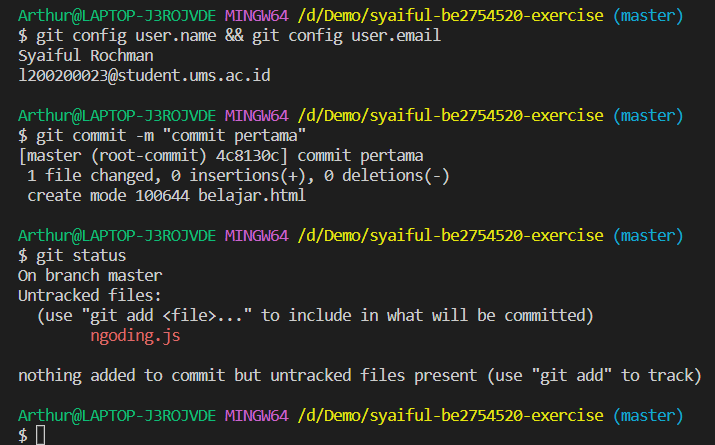 Arthur@LAPTOP-J3ROJVDE MINGW64 /d/Demo/syaiful-be2754520-exercise (master)
$ git config user.name && git config user.email
Syaiful Rochman
l200200023@student.ums.ac.id
Arthur@LAPTOP-J3ROJVDE MINGW64 /d/Demo/syaiful-be2754520-exercise (master)
$ git commit -m "commit pertama"
[master (root-commit) 4c8130c] commit pertama
 1 file changed, 0 insertions(+), 0 deletions(-)
 create mode 100644 belajar.html
Arthur@LAPTOP-J3ROJVDE MINGW64 /d/Demo/syaiful-be2754520-exercise (master)
$ git status
On branch master
Untracked files:
  (use "git add <file>..." to include in what will be committed)
        ngoding.js
nothing added to commit but untracked files present (use "git add" to track)
Arthur@LAPTOP-J3ROJVDE MINGW64 /d/Demo/syaiful-be2754520-exercise (master)
$